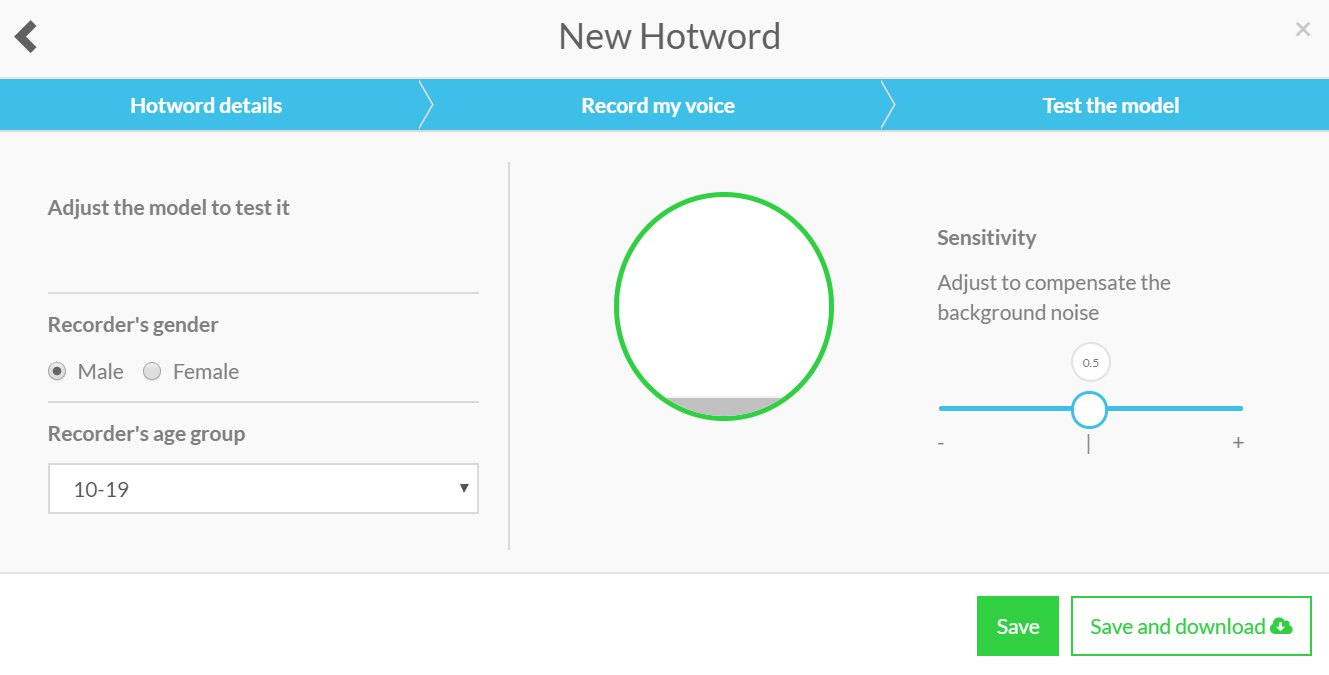 New Hotword
×
Hotword details
Record my voice
Test the model
Adjust the model to test it
Recorder's gender
Male
Female
Recorder's age group
10-19
Sensitivity
Adjust to compensate the
background noise
0.5
- | +
Save
Save and download